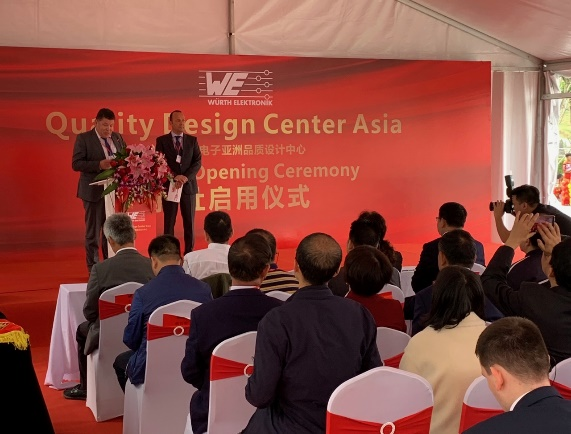 WE
WÜRTH ELEKTRONIK
Quality Design Center Asia
电子亚洲品质设计中心
Opening Ceremony
启用仪式
WE